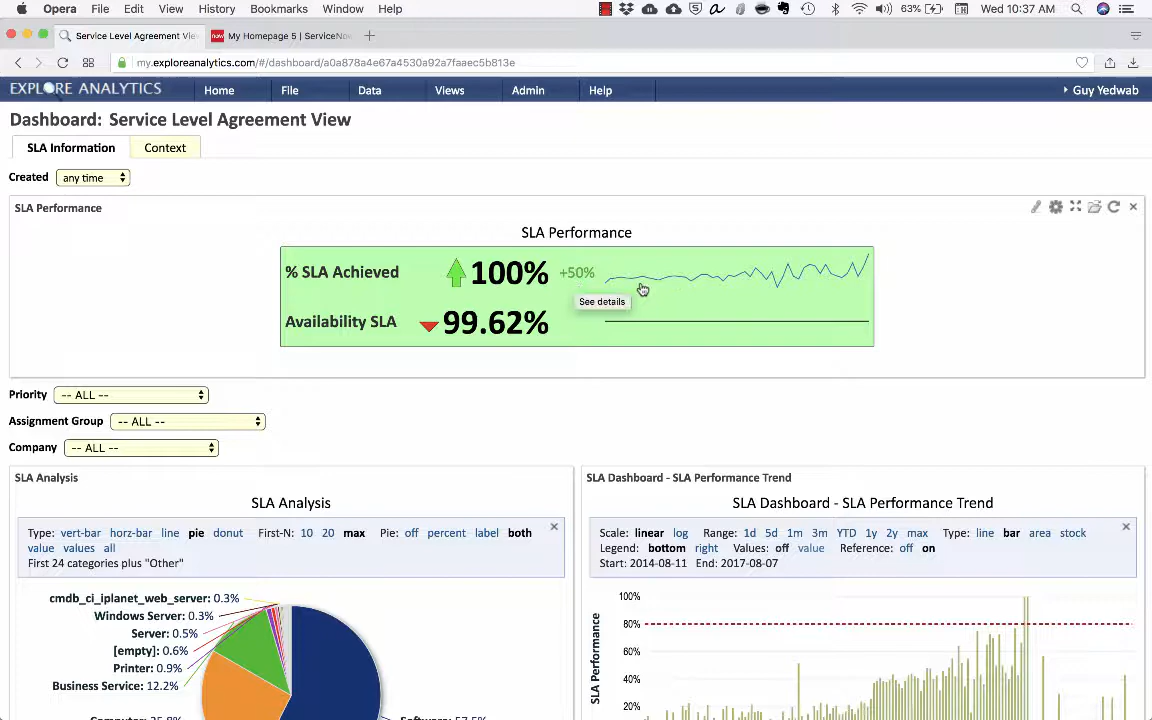 Opera File Edit View History Bookmarks Window Help 63% Wed 10:37 AM
Service Level Agreement Vie My Homepage 5 | ServiceNow
my.exploreanalytics.com/#/dashboard/a0a878a4e67a4530a92a7faaec5b813e
EXPLORE ANALYTICS Home File Data Views Admin Help Guy Yedwab
Dashboard: Service Level Agreement View
SLA Information Context
Created any time
SLA Performance
SLA Performance
% SLA Achieved 100% +50%
See details
Availability SLA 99.62%
Priority -- ALL --
Assignment Group -- ALL --
Company -- ALL --
SLA Analysis
SLA Analysis
Type: vert-bar horz-bar line pie donut First-N: 10 20 max Pie: off percent label both
value values all
First 24 categories plus "Other"
cmdb_ci_iplanet_web_server: 0.3%
Windows Server: 0.3%
Server: 0.5%
[empty]: 0.6%
Printer: 0.9%
Business Service: 12.2%
SLA Dashboard - SLA Performance Trend
SLA Dashboard - SLA Performance Trend
Scale: linear log Range: 1d 5d 1m 3m YTD 1y 2y max Type: line bar area stock
Legend: bottom right Values: off value Reference: off on
Start: 2014-08-11 End: 2017-08-07
SLA Performance
100%
80%
60%
40%
20%